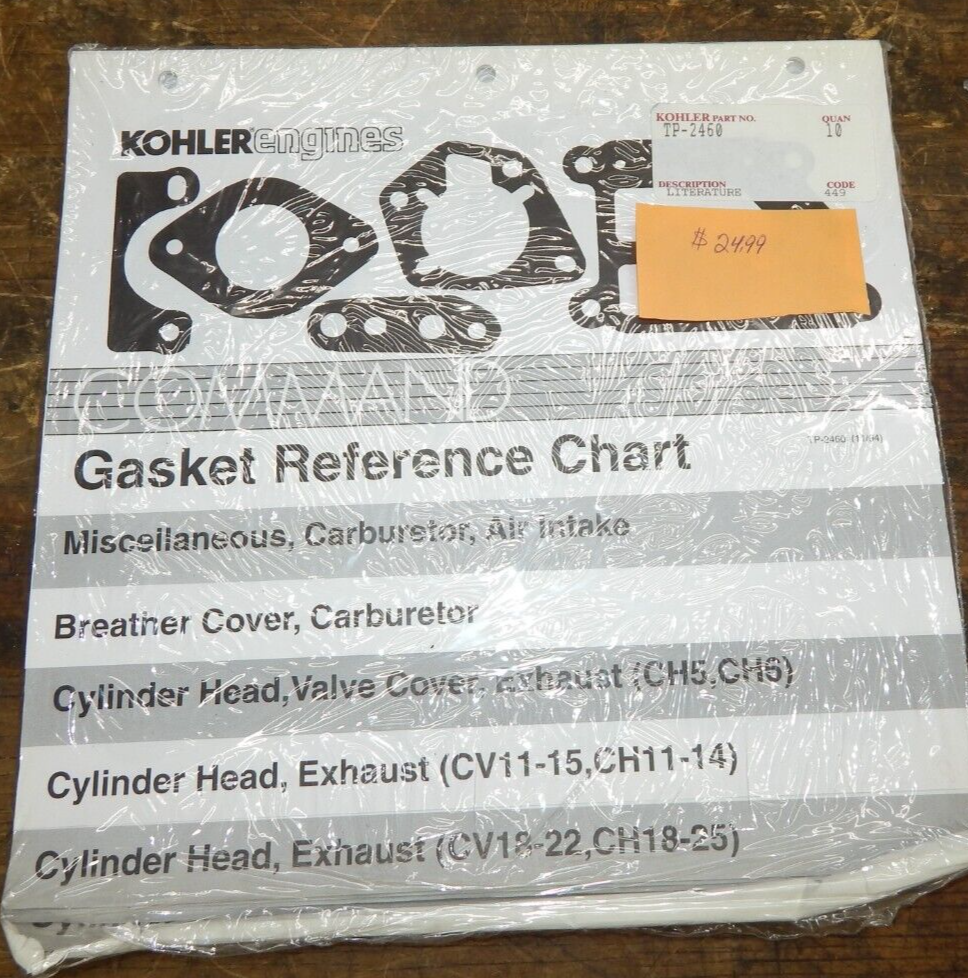 KOHLER engines
KOHLER PART NO. QUAN
TP-2460 10
DESCRIPTION CODE
LITERATURE 449
$ 24.99
COMMAND
TP-2460
Gasket Reference Chart
Miscellaneous, Carburetor, Air Intake
Breather Cover, Carburetor
Cylinder Head,Valve Cover, Exhaust (CH5,CH6)
Cylinder Head, Exhaust (CV11-15,CH11-14)
Cylinder Head, Exhaust (CV18-22,CH18-25)